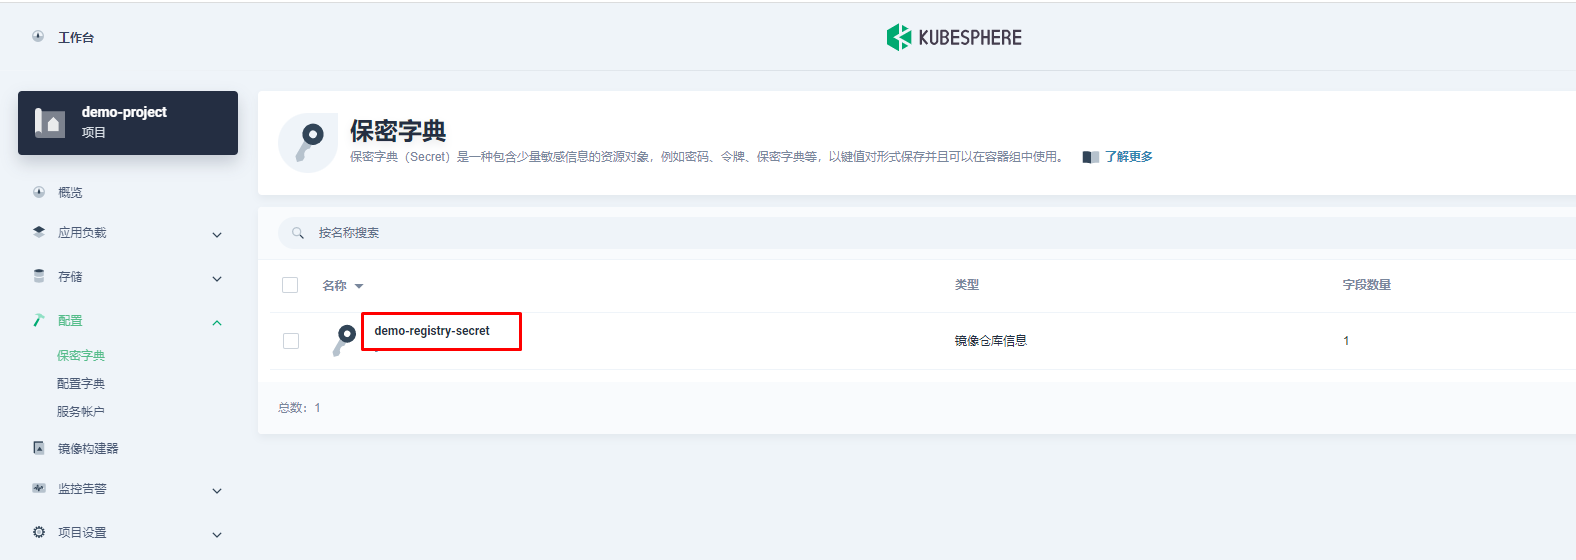 工作台
KUBESPHERE
demo-project
项目
概览
应用负载
存储
配置
保密字典
配置字典
服务帐户
镜像构建器
监控告警
项目设置
保密字典
保密字典（Secret）是一种包含少量敏感信息的资源对象，例如密码、令牌、保密字典等，以键值对形式保存并且可以在容器组中使用。 了解更多
按名称搜索
名称 类型 字段数量
demo-registry-secret 镜像仓库信息 1
总数：1